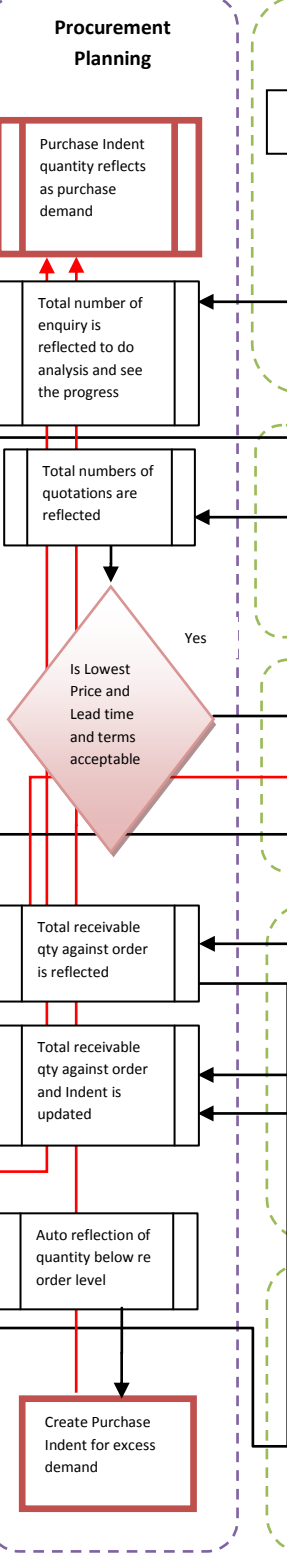 Procurement
Planning
Purchase Indent
quantity reflects
as purchase
demand
Total number of
enquiry is
reflected to do
analysis and see
the progress
Total numbers of
quotations are
reflected
Yes
Is Lowest
Price and
Lead time
and terms
acceptable
Total receivable
qty against order
is reflected
Total receivable
qty against order
and Indent is
updated
Auto reflection of
quantity below re
order level
Create Purchase
Indent for excess
demand